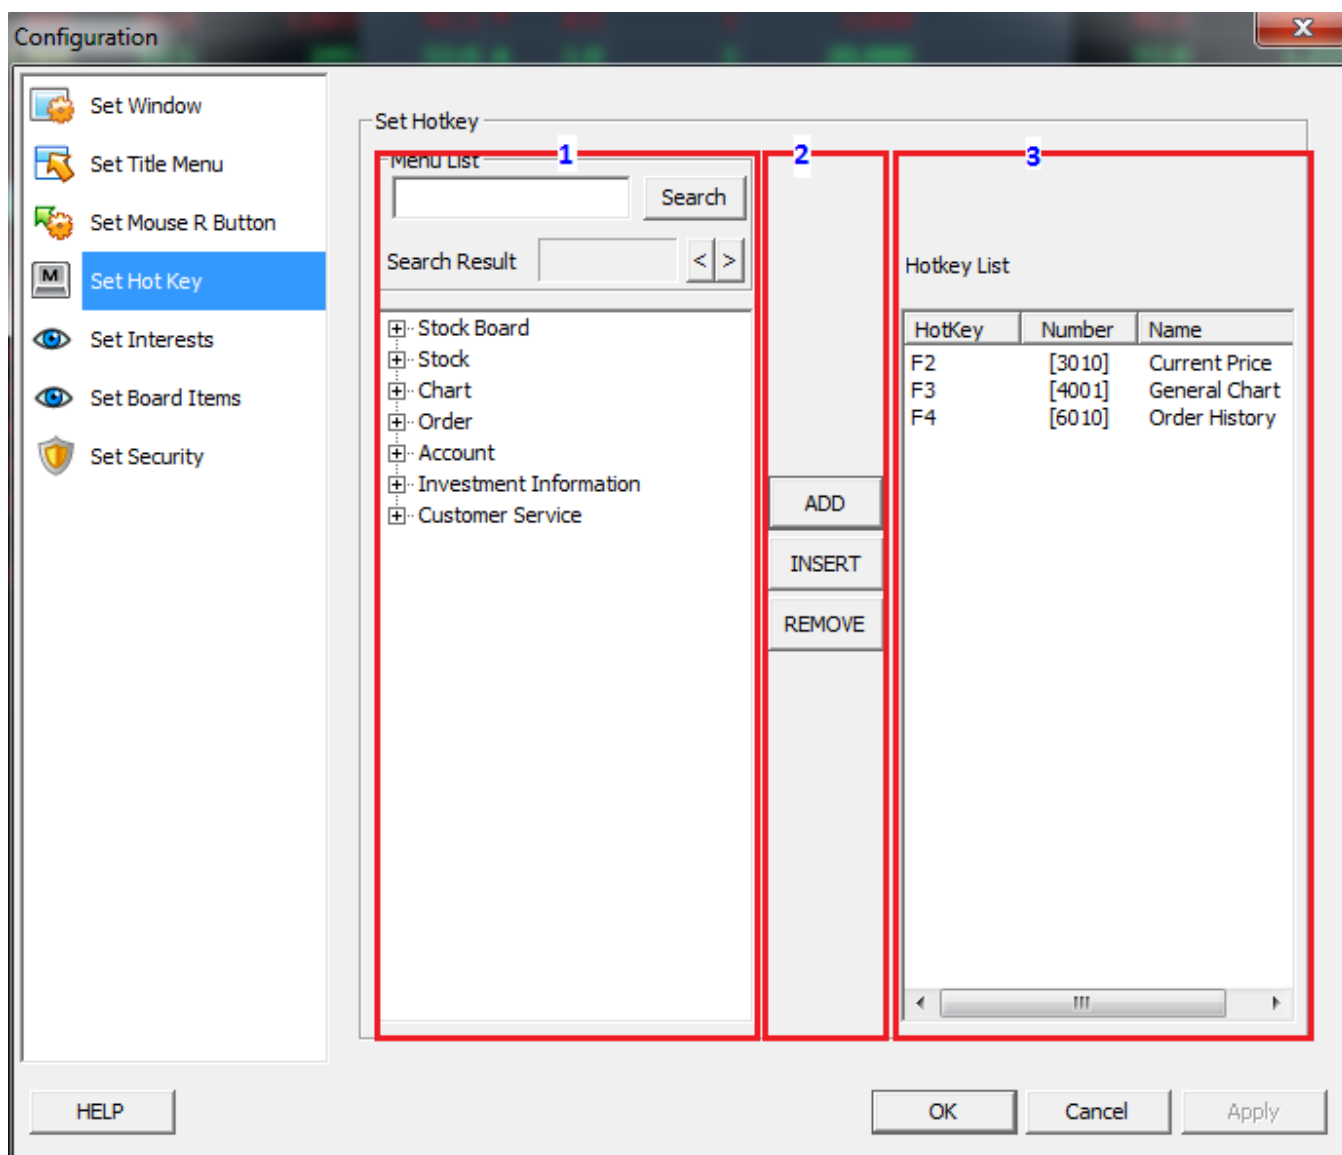 Configuration
Set Window
Set Title Menu
Set Mouse R Button
M
Set Hot Key
Set Interests
Set Board Items
Set Security
Set Hotkey
1
2
3
Menu List
Search
Search Result
<
>
Stock Board
Stock
Chart
Order
Account
Investment Information
Customer Service
ADD
INSERT
REMOVE
Hotkey List
HotKey Number Name
F2 [3010] Current Price
F3 [4001] General Chart
F4 [6010] Order History
HELP
OK
Cancel
Apply